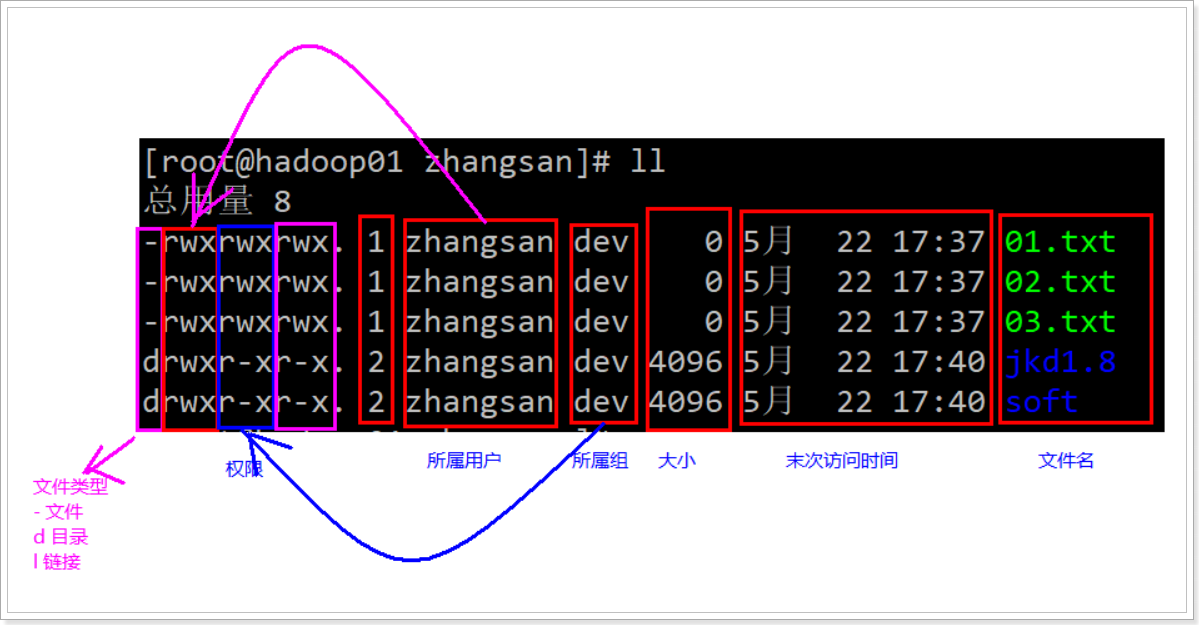 [root@hadoop01 zhangsan]# ll
总用量 8
-rwxrwxrwx. 1 zhangsan dev 0 5月 22 17:37 01.txt
-rwxrwxrwx. 1 zhangsan dev 0 5月 22 17:37 02.txt
-rwxrwxrwx. 1 zhangsan dev 0 5月 22 17:37 03.txt
drwxr-xr-x. 2 zhangsan dev 4096 5月 22 17:40 jkd1.8
drwxr-xr-x. 2 zhangsan dev 4096 5月 22 17:40 soft
权限 所属用户 所属组 大小 末次访问时间 文件名
文件类型
- 文件
d 目录
l 链接